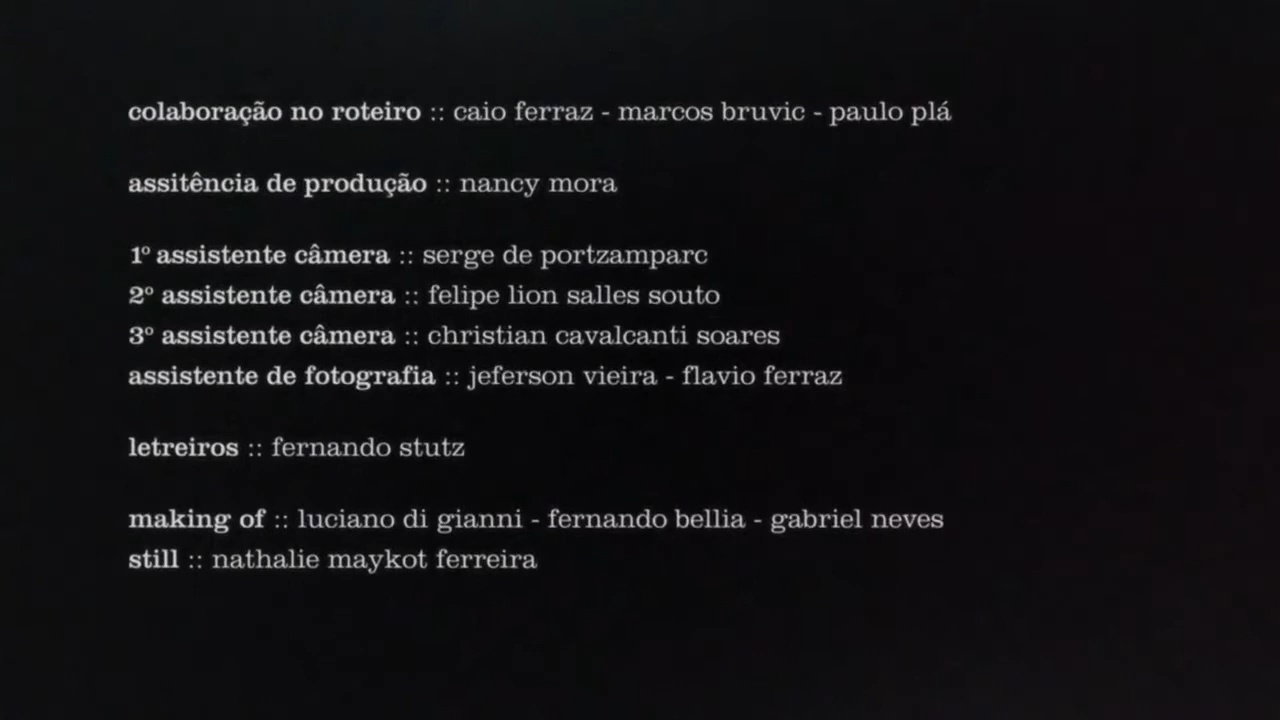 colaboração no roteiro :: caio ferraz - marcos bruvic - paulo plá
assitência de produção :: nancy mora
1º assistente câmera :: serge de portzamparc
2º assistente câmera :: felipe lion salles souto
3º assistente câmera :: christian cavalcanti soares
assistente de fotografia :: jeferson vieira - flavio ferraz
letreiros :: fernando stutz
making of :: luciano di gianni - fernando bellia - gabriel neves
still :: nathalie maykot ferreira